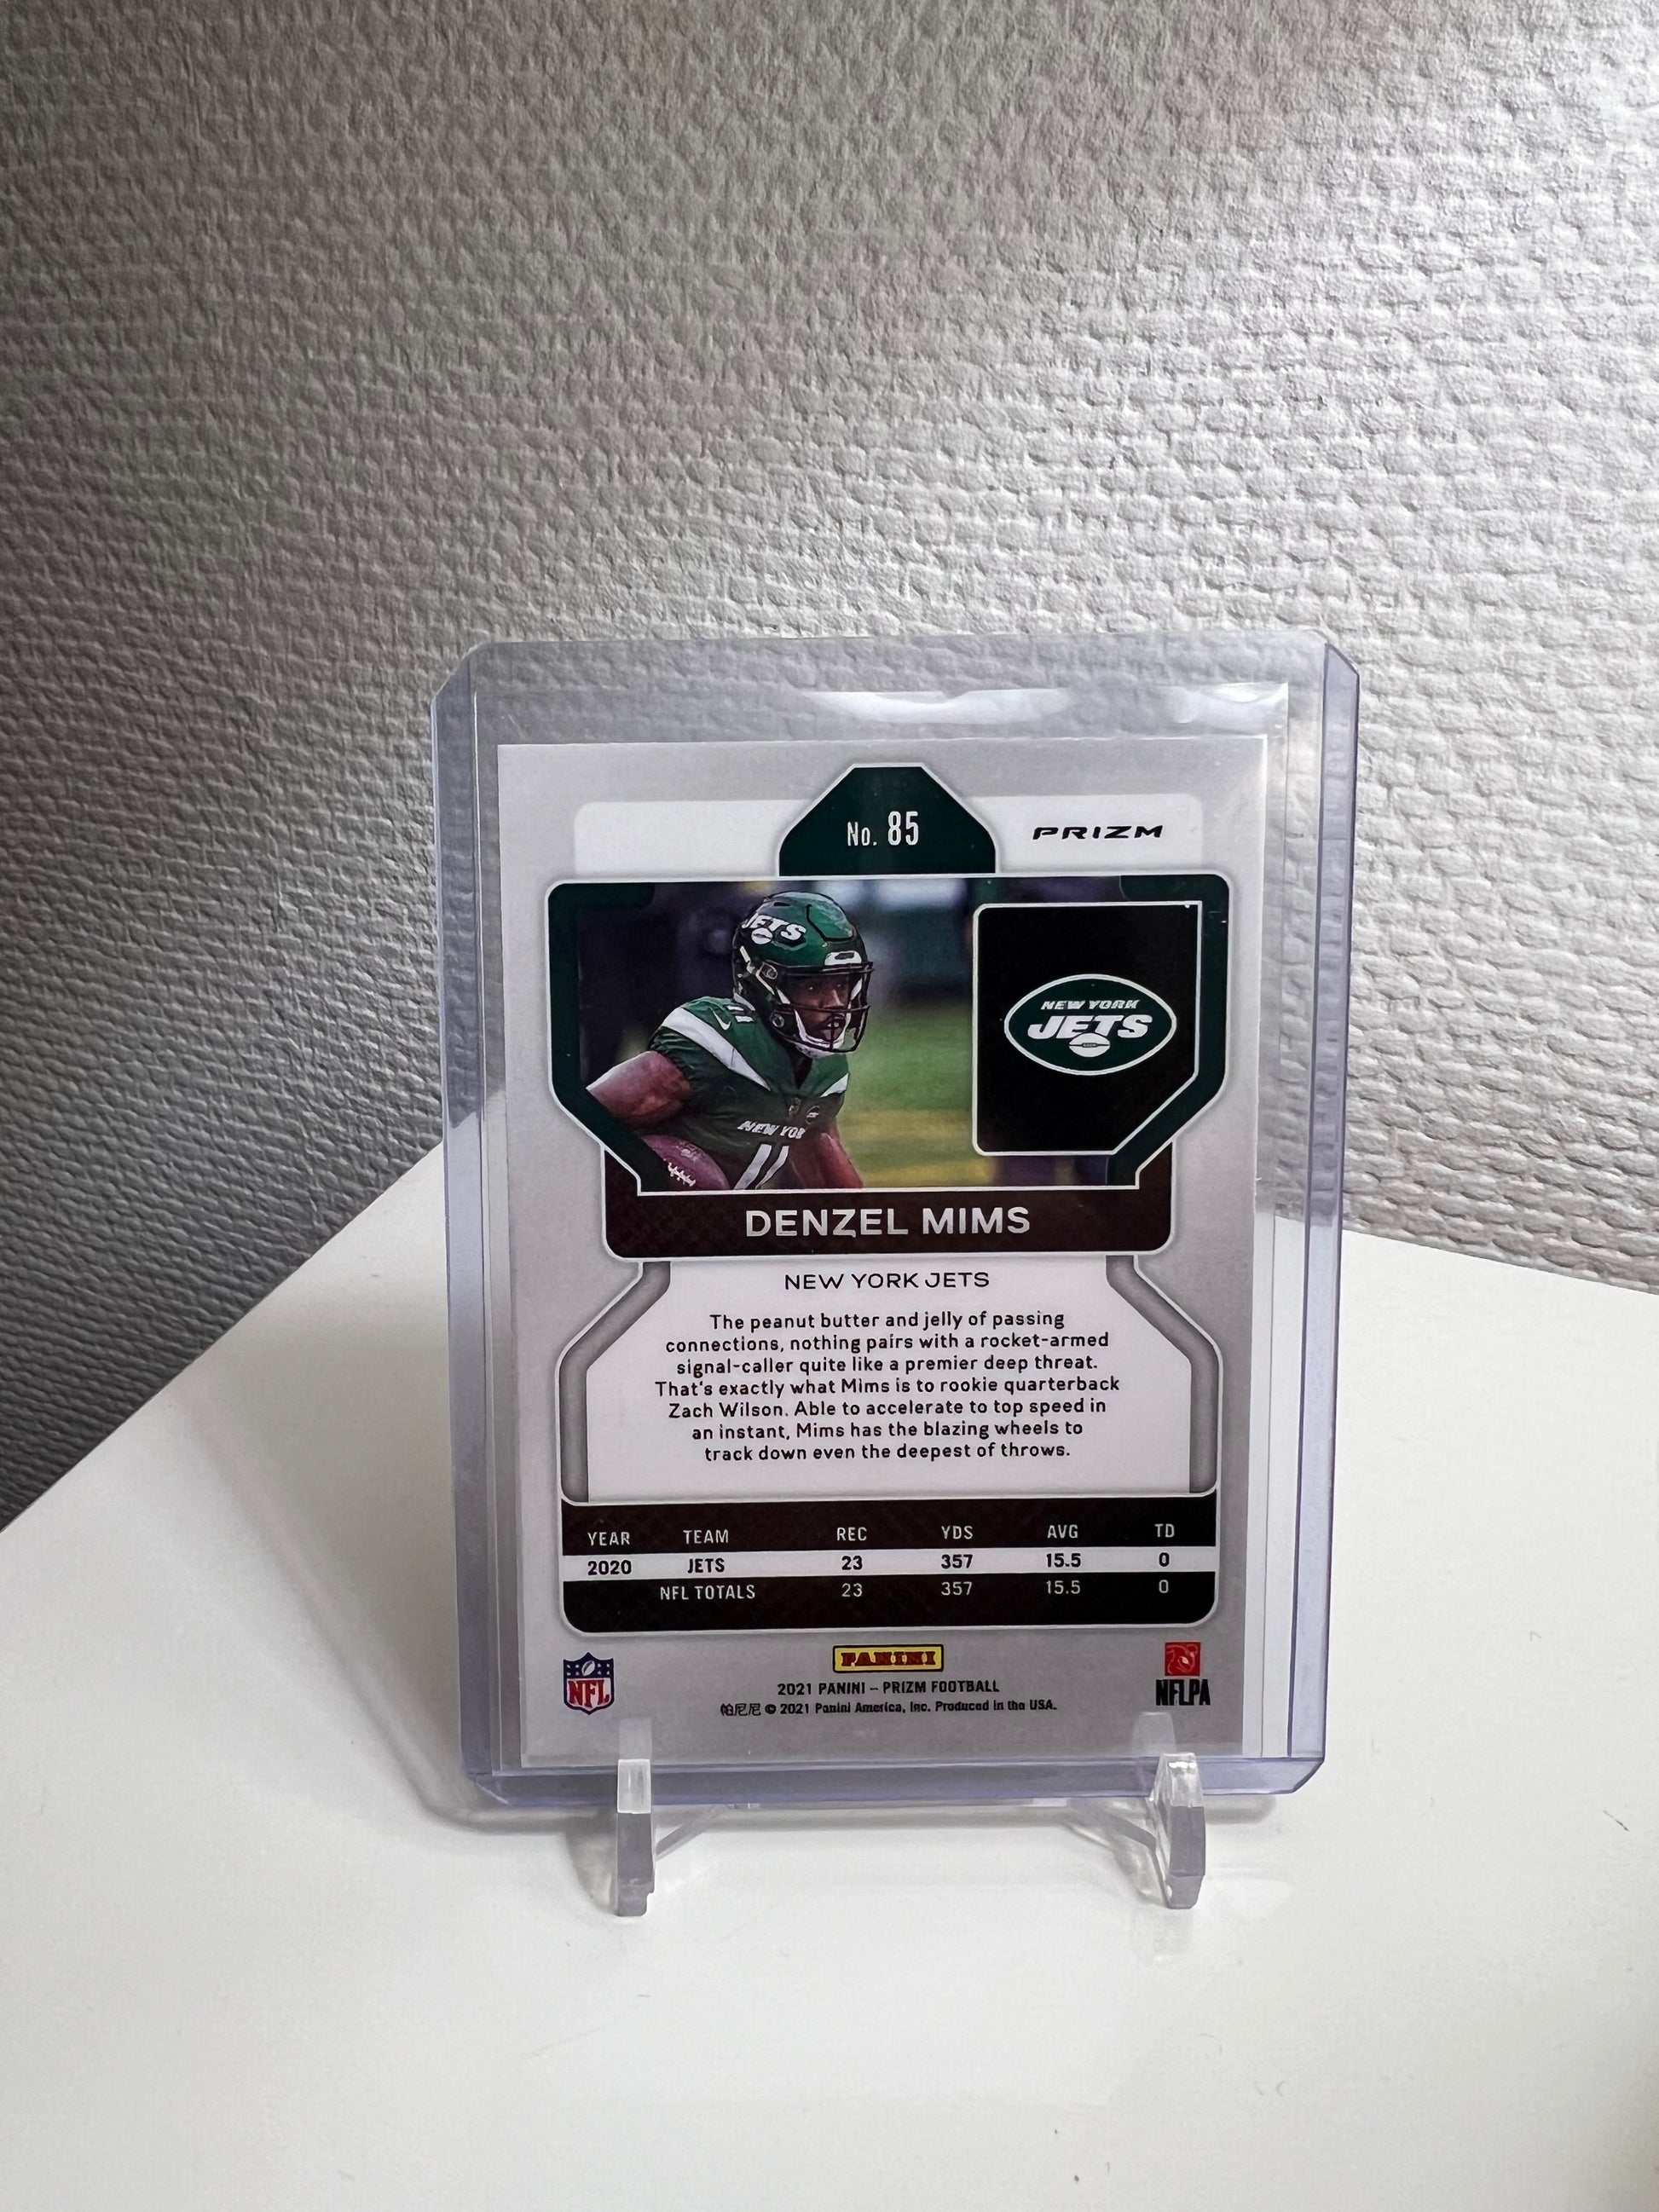 No. 85
PRIZM
JETS
11
NEW YOR
11
NEW YORK
JETS
DENZEL MIMS
NEW YORK JETS
The peanut butter and jelly of passing
connections, nothing pairs with a rocket-armed
signal-caller quite like a premier deep threat.
That's exactly what Mims is to rookie quarterback
Zach Wilson. Able to accelerate to top speed in
an instant, Mims has the blazing wheels to
track down even the deepest of throws.
YEAR TEAM REC YDS AVG TD
2020 JETS 23 357 15.5 0
NFL TOTALS 23 357 15.5 0
PANINI
NFL
2021 PANINI – PRIZM FOOTBALL
帕尼尼 © 2021 Panini America, Inc. Produced in the USA.
NFLPA